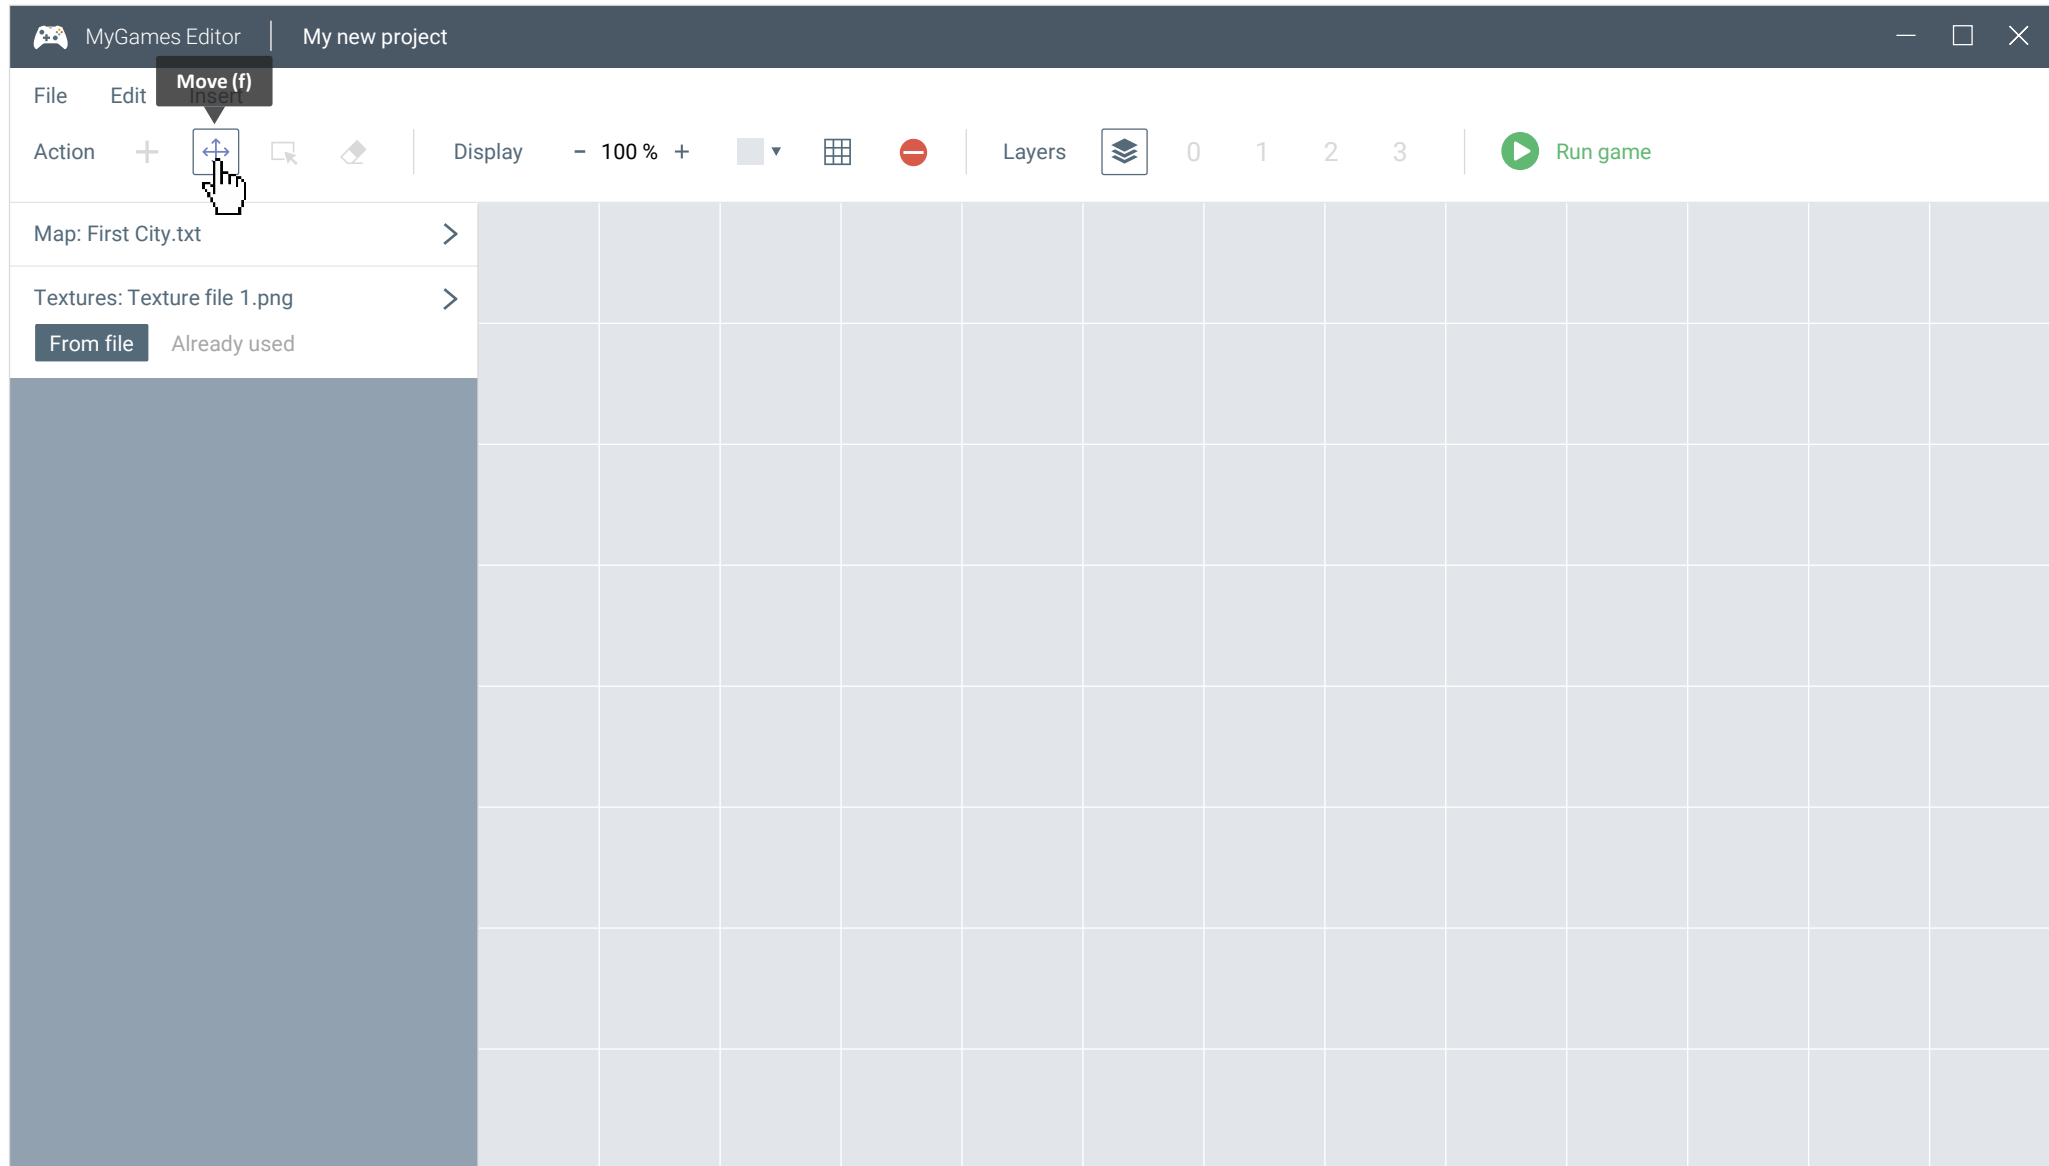 MyGames Editor My new project
Move (f)
File Edit Insert
Action Display - 100 % + Layers 0 1 2 3 Run game
Map: First City.txt
Textures: Texture file 1.png
From file Already used